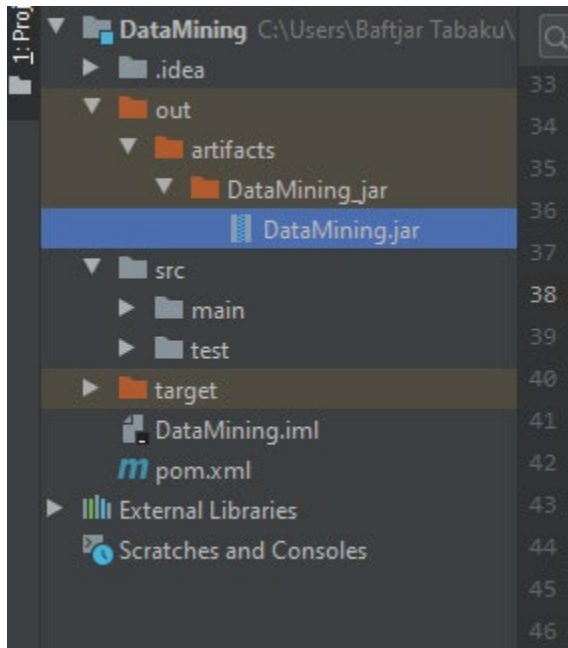 1: Proj
DataMining C:\Users\Baftjar Tabaku\
.idea
out
artifacts
DataMining_jar
DataMining.jar
src
main
test
target
DataMining.iml
pom.xml
External Libraries
Scratches and Consoles
33
34
35
36
37
38
39
40
41
42
43
44
45
46